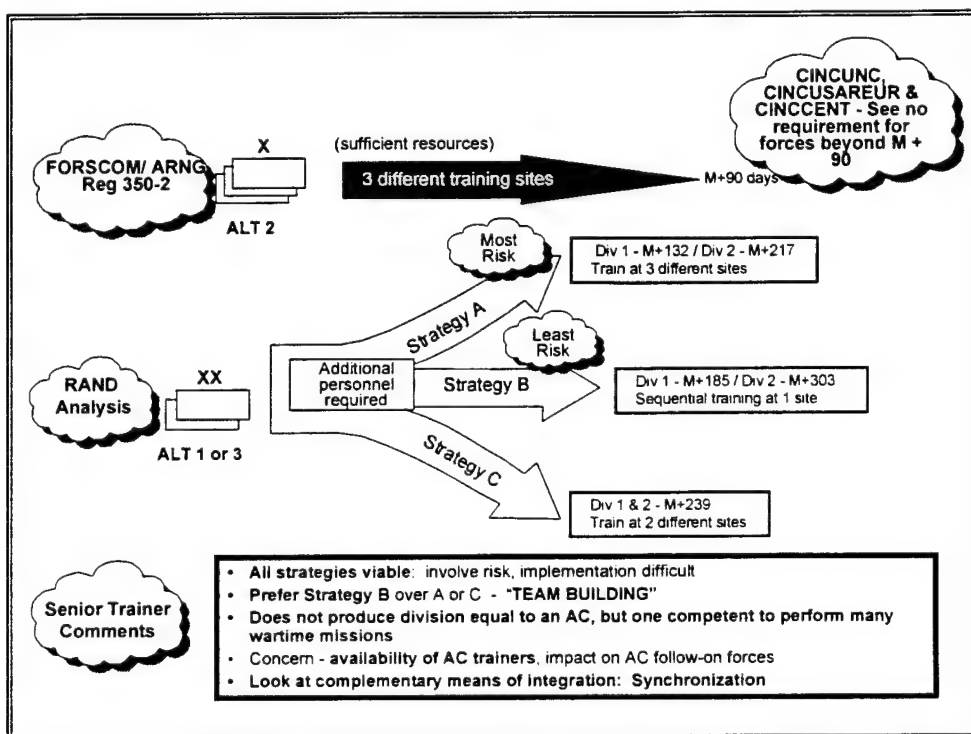 CINCUNC,
CINCUSAREUR &
CINCCENT - See no
requirement for
forces beyond M +
90
FORSCOM/ ARNG
Reg 350-2
X
ALT 2
(sufficient resources)
3 different training sites
M+90 days
Most
Risk
Div 1 - M+132 / Div 2 - M+217
Train at 3 different sites
Strategy A
Least
Risk
RAND
Analysis
XX
ALT 1 or 3
Additional
personnel
required
Strategy B
Div 1 - M+185 / Div 2 - M+303
Sequential training at 1 site
Strategy C
Div 1 & 2 - M+239
Train at 2 different sites
Senior Trainer
Comments
• All strategies viable: involve risk, implementation difficult
• Prefer Strategy B over A or C - "TEAM BUILDING"
• Does not produce division equal to an AC, but one competent to perform many
wartime missions
• Concern - availability of AC trainers, impact on AC follow-on forces
• Look at complementary means of integration: Synchronization